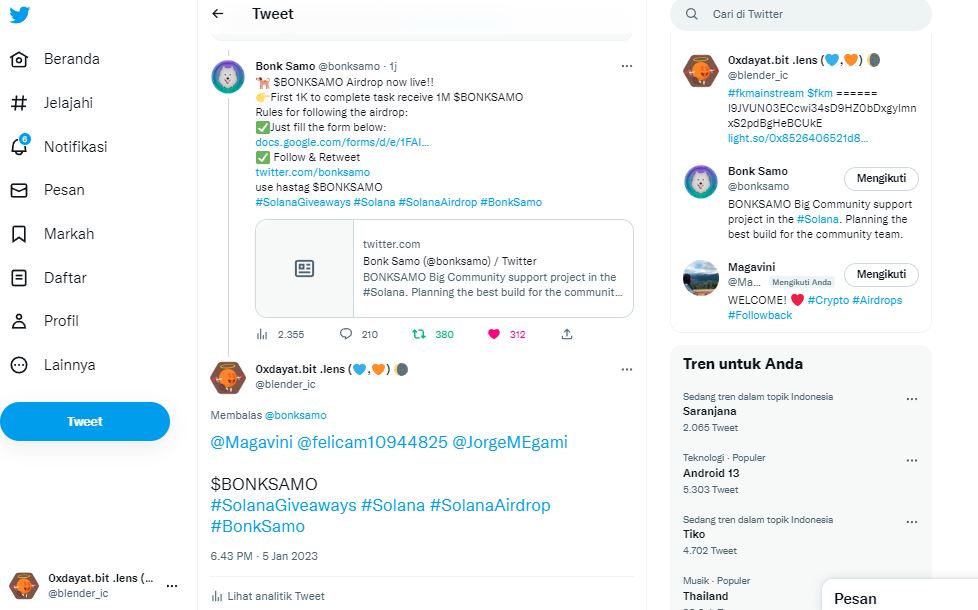 Beranda
Jelajahi
6
Notifikasi
Pesan
Markah
Daftar
Profil
Lainnya
Tweet
0xdayat.bit .lens (...
@blender_ic
Tweet
Bonk Samo @bonksamo · 1j
$BONKSAMO Airdrop now live!!
First 1K to complete task receive 1M $BONKSAMO
Rules for following the airdrop:
Just fill the form below:
docs.google.com/forms/d/e/1FAI...
Follow & Retweet
twitter.com/bonksamo
use hastag $BONKSAMO
#SolanaGiveaways #Solana #SolanaAirdrop #BonkSamo
twitter.com
Bonk Samo (@bonksamo) / Twitter
BONKSAMO Big Community support project in the
#Solana. Planning the best build for the communit...
2.355
210
380
312
0xdayat.bit .lens (💙,🧡) 🌘
@blender_ic
Membalas @bonksamo
@Magavini @felicam10944825 @JorgeMEgami
$BONKSAMO
#SolanaGiveaways #Solana #SolanaAirdrop
#BonkSamo
6.43 PM · 5 Jan 2023
Lihat analitik Tweet
Cari di Twitter
0xdayat.bit .lens (💙,🧡) 🌘
@blender_ic
#fkmainstream $fkm ======
light.so/0x8526406521d8...
Bonk Samo
@bonksamo
Mengikuti
BONKSAMO Big Community support
project in the #Solana. Planning the
best build for the community team.
Magavini
@Ma... Mengikuti Anda
Mengikuti
WELCOME! ❤️ #Crypto #Airdrops
#Followback
Tren untuk Anda
Sedang tren dalam topik Indonesia
Saranjana
2.065 Tweet
Teknologi · Populer
Android 13
5.303 Tweet
Sedang tren dalam topik Indonesia
Tiko
4.702 Tweet
Musik · Populer
Thailand
Pesan